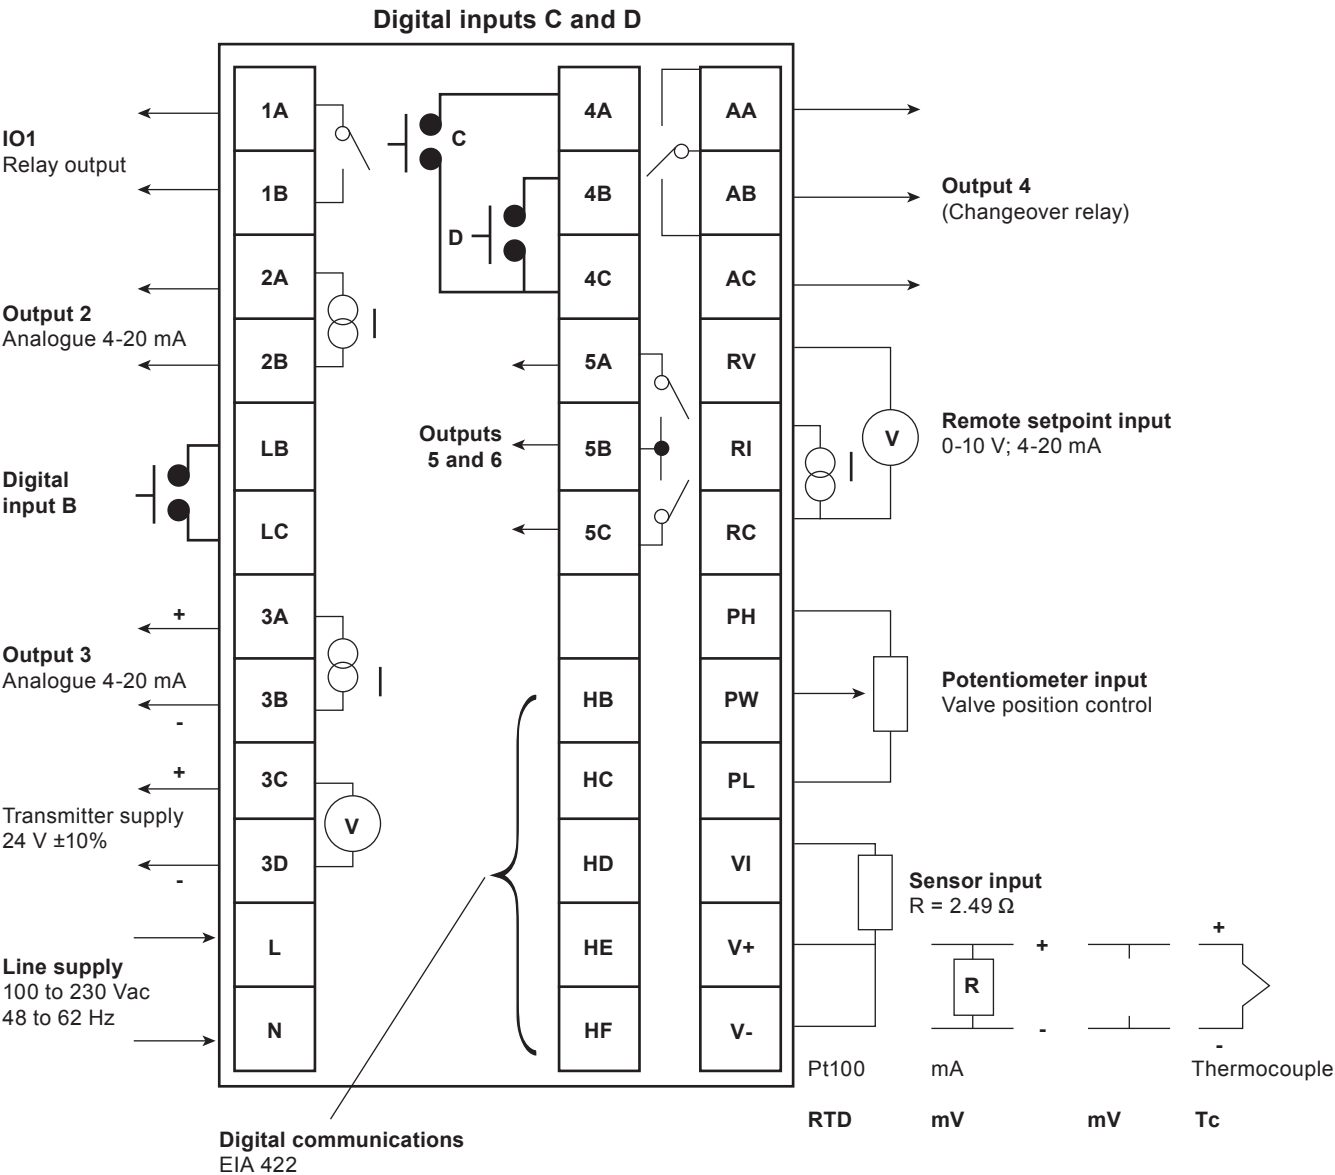 Digital inputs C and D
IO1
Relay output
Output 2
Analogue 4-20 mA
Digital
input B
+
Output 3
Analogue 4-20 mA
-
+
Transmitter supply
24 V ±10%
-
Line supply
100 to 230 Vac
48 to 62 Hz
1A
1B
2A
2B
LB
LC
3A
3B
3C
V
3D
L
N
C
D
Outputs
5 and 6
4A
4B
4C
5A
5B
5C
HB
HC
HD
HE
HF
AA
AB
AC
RV
RI
RC
PH
PW
PL
VI
V+
V-
Output 4
(Changeover relay)
V
Remote setpoint input
0-10 V; 4-20 mA
Potentiometer input
Valve position control
Sensor input
R = 2.49 Ω
+ +
R
- -
Pt100 mA Thermocouple
RTD mV mV Tc
Digital communications
EIA 422